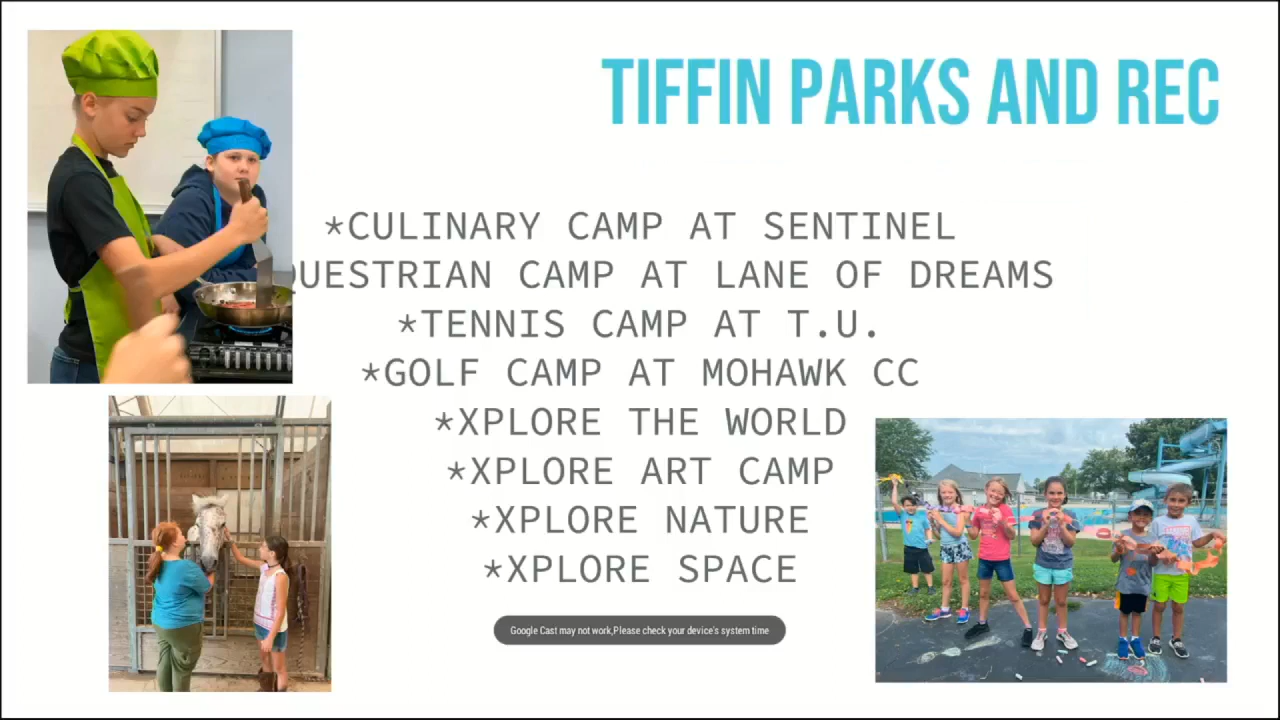 TIFFIN PARKS AND REC
*CULINARY CAMP AT SENTINEL
QUESTRIAN CAMP AT LANE OF DREAMS
*TENNIS CAMP AT T.U.
*GOLF CAMP AT MOHAWK CC
*XPLORE THE WORLD
*XPLORE ART CAMP
*XPLORE NATURE
*XPLORE SPACE
Google Cast may not work,Please check your device's system time